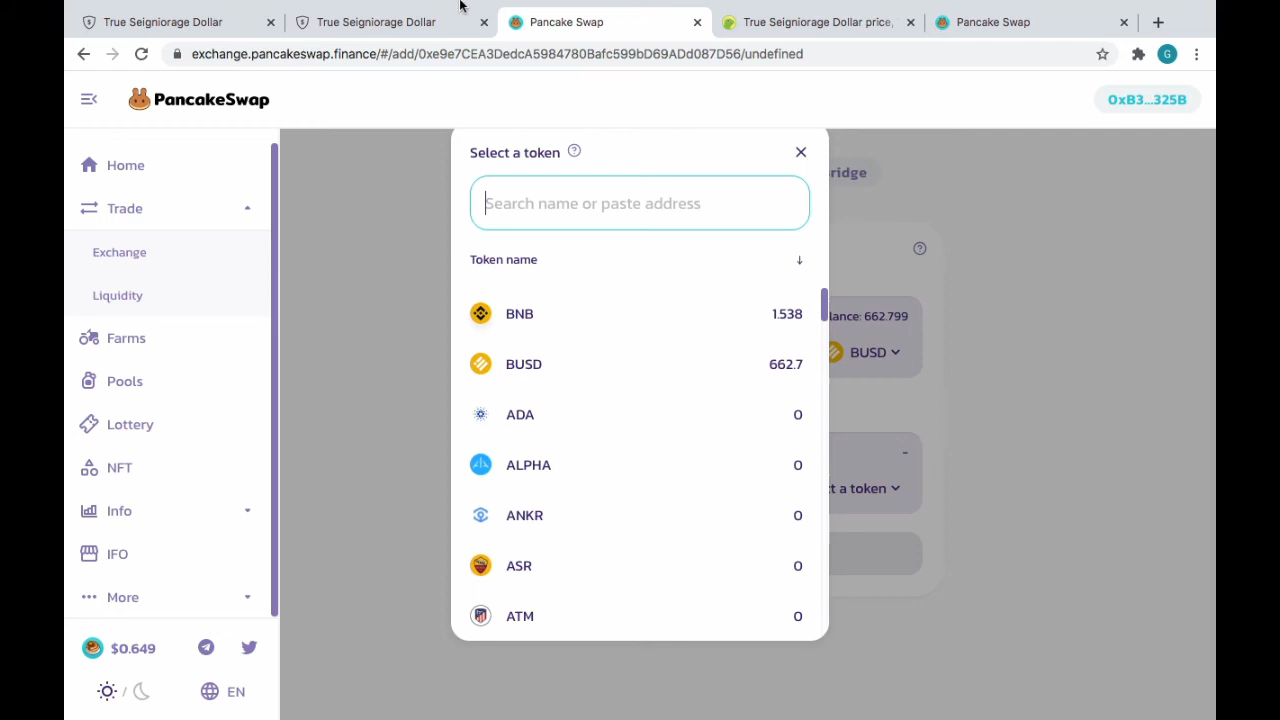 True Seigniorage Dollar
True Seigniorage Dollar
Pancake Swap
True Seigniorage Dollar price,
Pancake Swap
exchange.pancakeswap.finance/#/add/0xe9e7CEA3DedcA5984780Bafc599bD69ADd087D56/undefined
G
PancakeSwap
0xB3...325B
Home
Trade
Exchange
Liquidity
Farms
Pools
Lottery
NFT
Info
IFO
More
$0.649
/
EN
Select a token
Search name or paste address
Token name
BNB 1.538
BUSD 662.7
ADA 0
ALPHA 0
ANKR 0
ASR 0
ATM 0
ridge
lance: 662.799
BUSD
-
ct a token